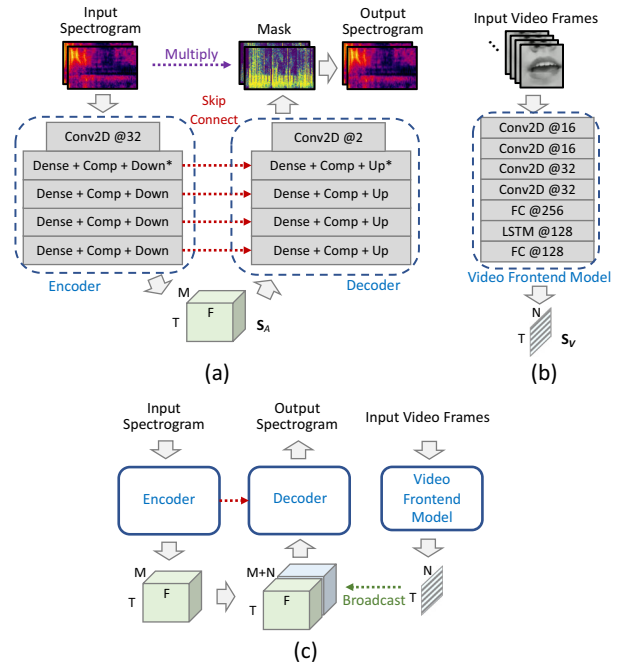 Input
Spectrogram
Mask
Output
Spectrogram
Input Video Frames
Multiply
Skip
Connect
Conv2D @32
Dense + Comp + Down*
Dense + Comp + Down
Dense + Comp + Down
Dense + Comp + Down
Encoder
Conv2D @2
Dense + Comp + Up*
Dense + Comp + Up
Dense + Comp + Up
Dense + Comp + Up
Decoder
Conv2D @16
Conv2D @16
Conv2D @32
Conv2D @32
FC @256
LSTM @128
FC @128
Video Frontend Model
M
F
T
S_A
N
T
S_V
(a)
(b)
Input
Spectrogram
Output
Spectrogram
Input Video Frames
Encoder
Decoder
Video
Frontend
Model
M
F
T
M+N
F
T
Broadcast
N
T
(c)